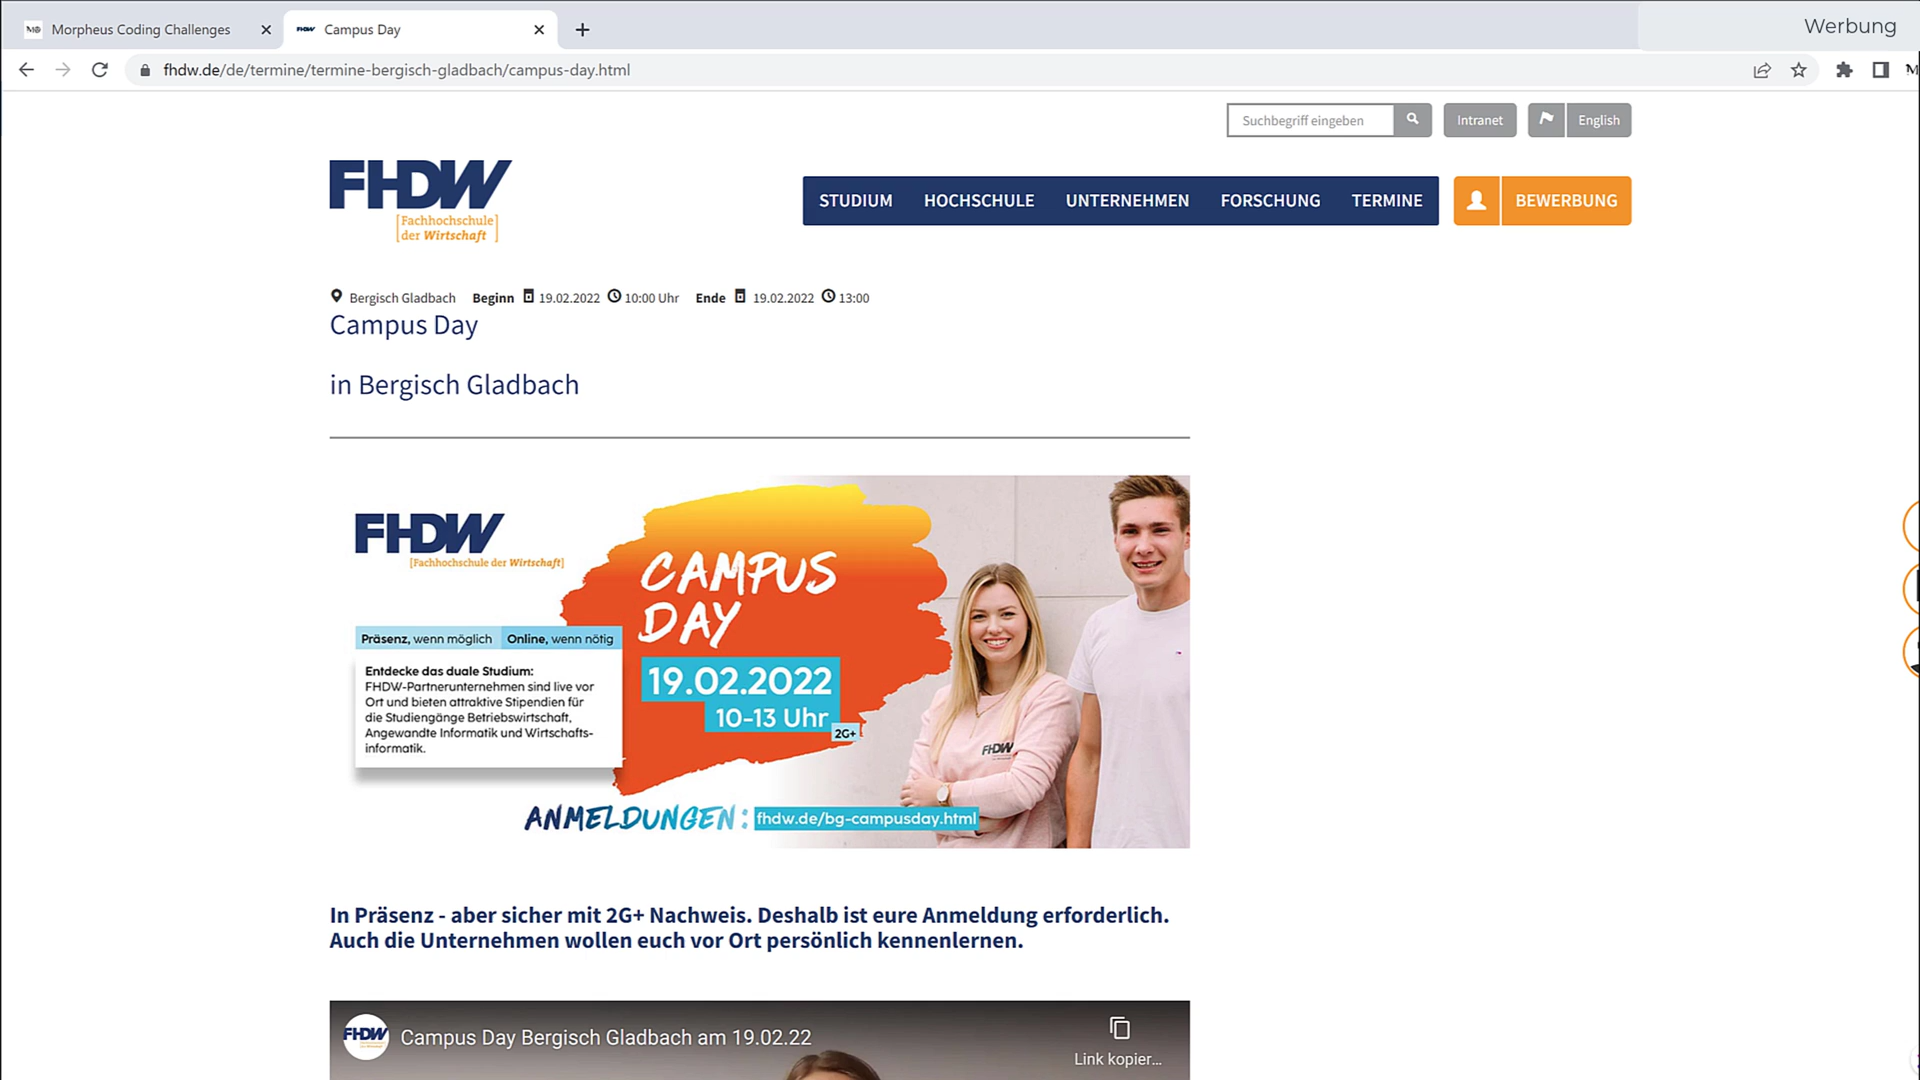 Morpheus Coding Challenges
Campus Day
Werbung
fhdw.de/de/termine/termine-bergisch-gladbach/campus-day.html
Suchbegriff eingeben
Intranet
English
FHDW
[Fachhochschule]
[der Wirtschaft]
STUDIUM HOCHSCHULE UNTERNEHMEN FORSCHUNG TERMINE
BEWERBUNG
Bergisch Gladbach Beginn 19.02.2022 10:00 Uhr Ende 19.02.2022 13:00
Campus Day
in Bergisch Gladbach
FHDW
[Fachhochschule der Wirtschaft]
CAMPUS
DAY
19.02.2022
10-13 Uhr
2G+
Präsenz, wenn möglich Online, wenn nötig
Entdecke das duale Studium:
FHDW-Partnerunternehmen sind live vor
Ort und bieten attraktive Stipendien für
die Studiengänge Betriebswirtschaft,
Angewandte Informatik und Wirtschafts-
informatik.
FHDW
ANMELDUNGEN: fhdw.de/bg-campusday.html
In Präsenz - aber sicher mit 2G+ Nachweis. Deshalb ist eure Anmeldung erforderlich.
Auch die Unternehmen wollen euch vor Ort persönlich kennenlernen.
FHDW
Campus Day Bergisch Gladbach am 19.02.22
Link kopier...